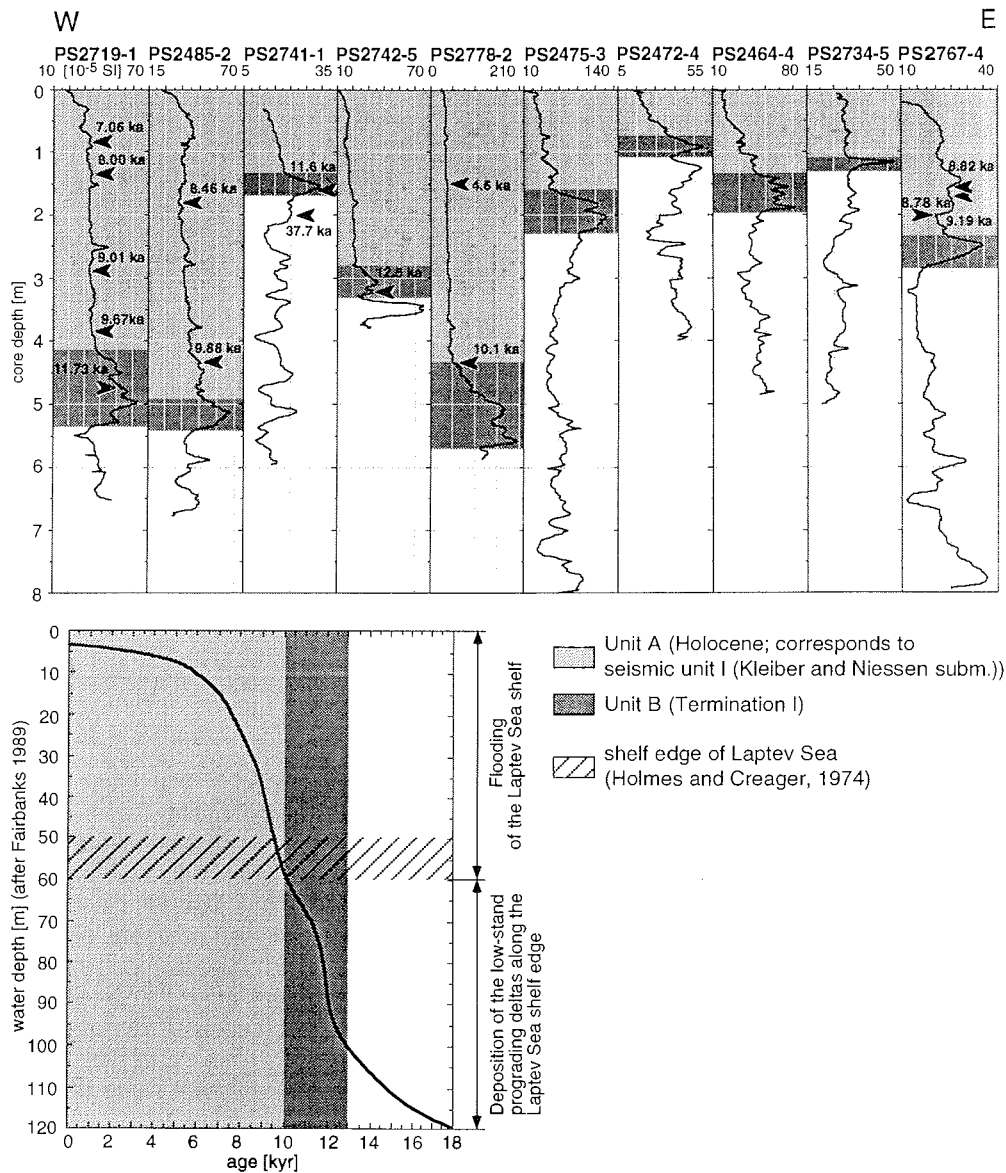 W E
PS2719-1 PS2485-2 PS2741-1 PS2742-5 PS2778-2 PS2475-3 PS2472-4 PS2464-4 PS2734-5 PS2767-4
10 [10⁻⁵ SI] 70 15 70 5 35 10 70 0 210 10 140 5 55 10 80 15 50 10 40
0
1
2
3
4
5
6
7
8
core depth [m]
7.06 ka
8.00 ka
9.01 ka
9.67ka
11.73 ka
8.46 ka
9.88 ka
11.6 ka
37.7 ka
4.6 ka
10.1 ka
8.82 ka
8.78 ka
9.19 ka
0
10
20
30
40
50
60
70
80
90
100
110
120
water depth [m] (after Fairbanks 1989)
0 2 4 6 8 10 12 14 16 18
age [kyr]
Flooding
of the Laptev Sea shelf
Deposition of the low-stand
prograding deltas along the
Laptev Sea shelf edge
Unit A (Holocene; corresponds to
seismic unit I (Kleiber and Niessen subm.))
Unit B (Termination I)
shelf edge of Laptev Sea
(Holmes and Creager, 1974)